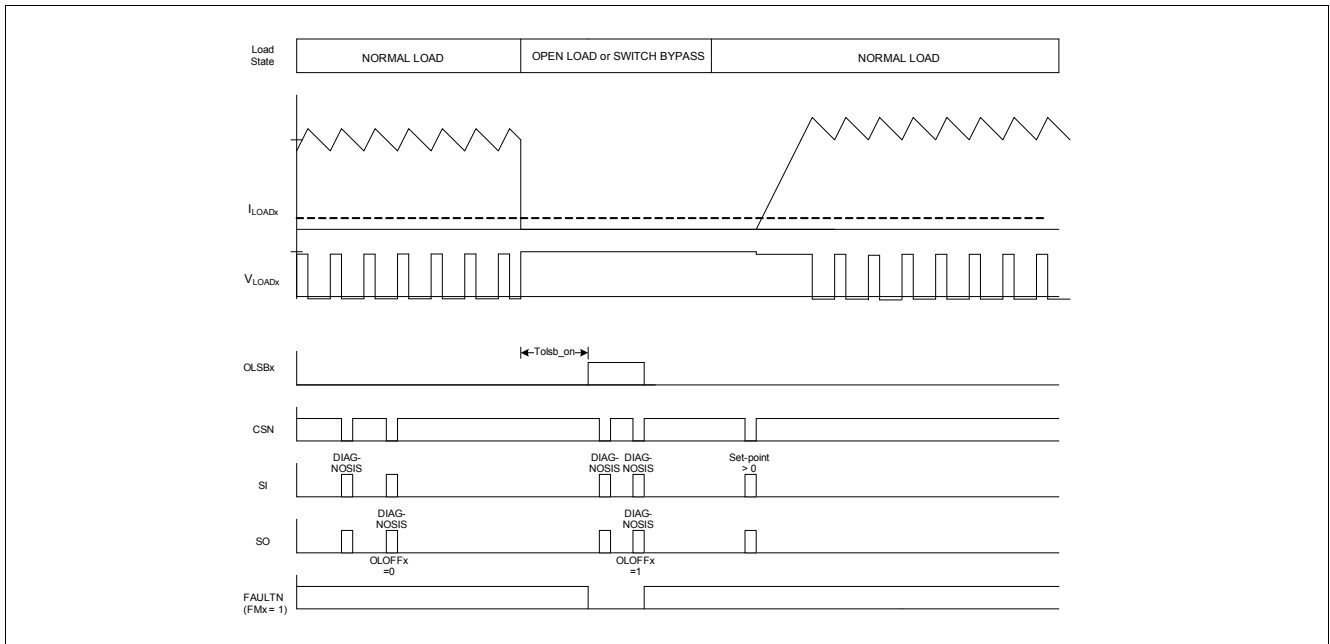 Load
State
NORMAL LOAD
OPEN LOAD or SWITCH BYPASS
NORMAL LOAD
ILOADx
VLOADx
Tolsb_on
OLSBx
CSN
DIAG-
NOSIS
DIAG-
NOSIS
DIAG-
NOSIS
Set-point
> 0
SI
DIAG-
NOSIS
DIAG-
NOSIS
SO
OLOFFx
=0
OLOFFx
=1
FAULTN
(FMx = 1)